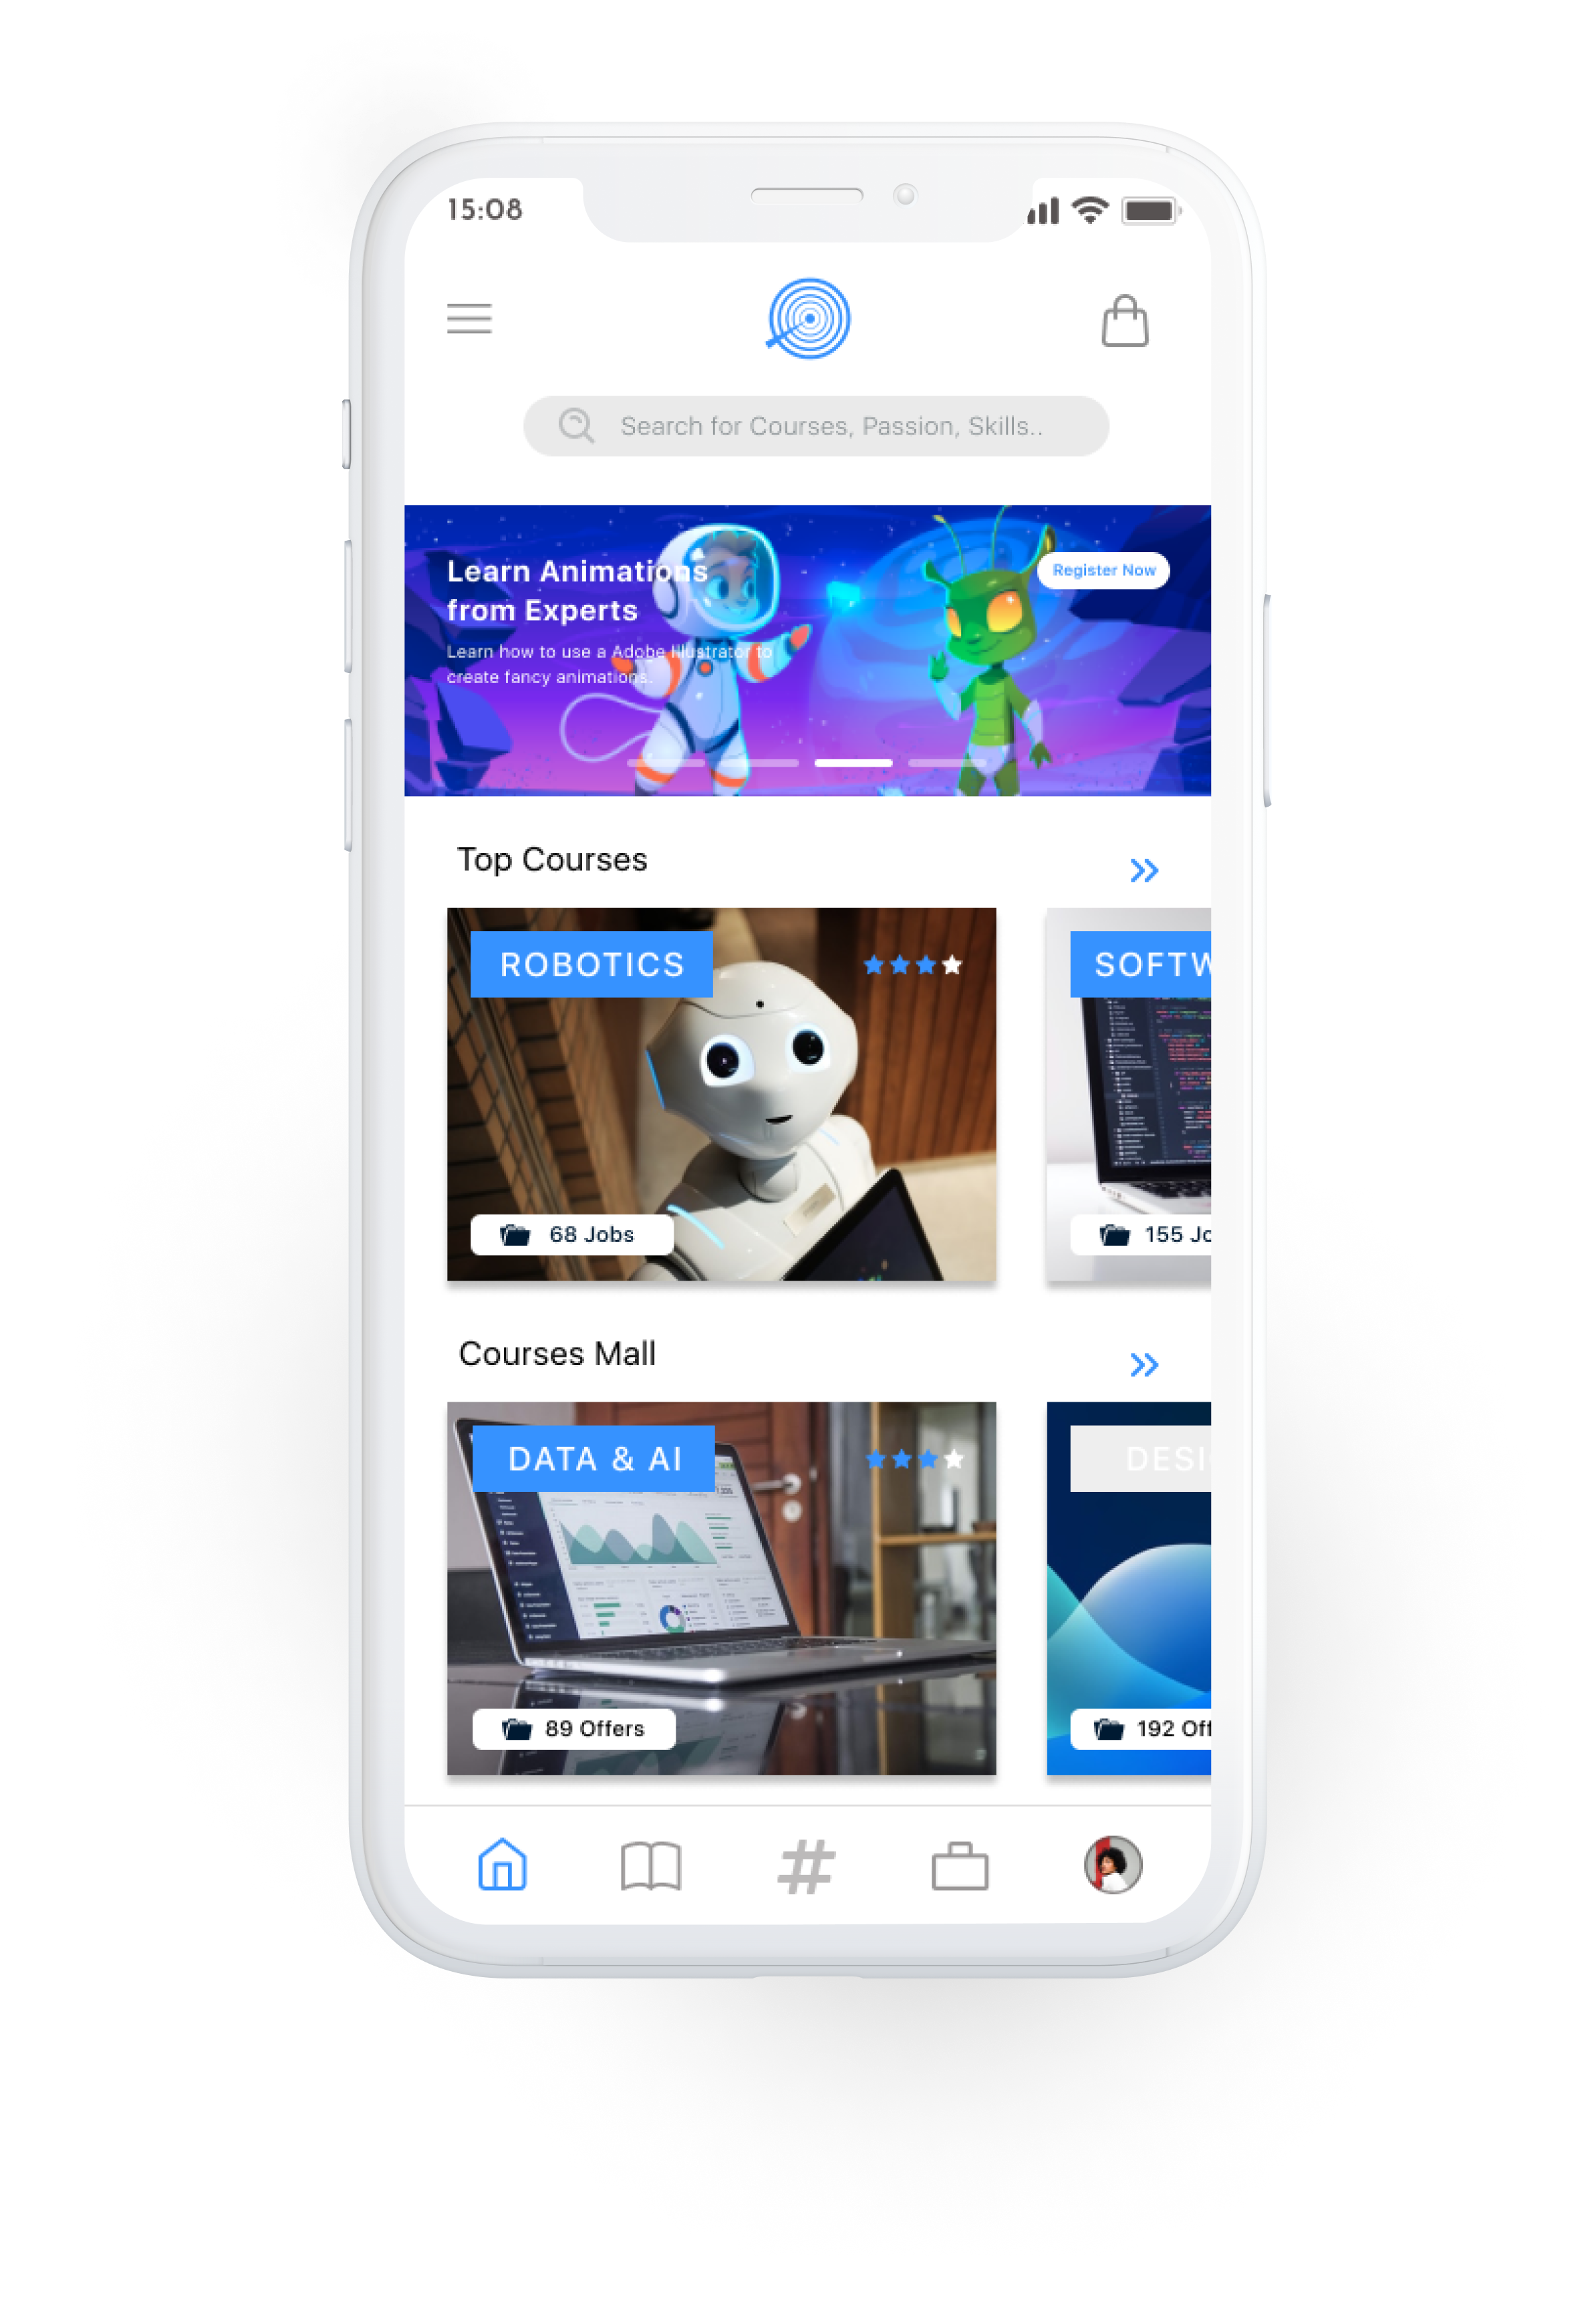 15:08
Search for Courses, Passion, Skills..
Learn Animations
from Experts
Register Now
Learn how to use a Adobe Illustrator to
create fancy animations.
Top Courses
ROBOTICS
SOFTW
68 Jobs
155 Jo
Courses Mall
DATA & AI
DESI
89 Offers
192 Off